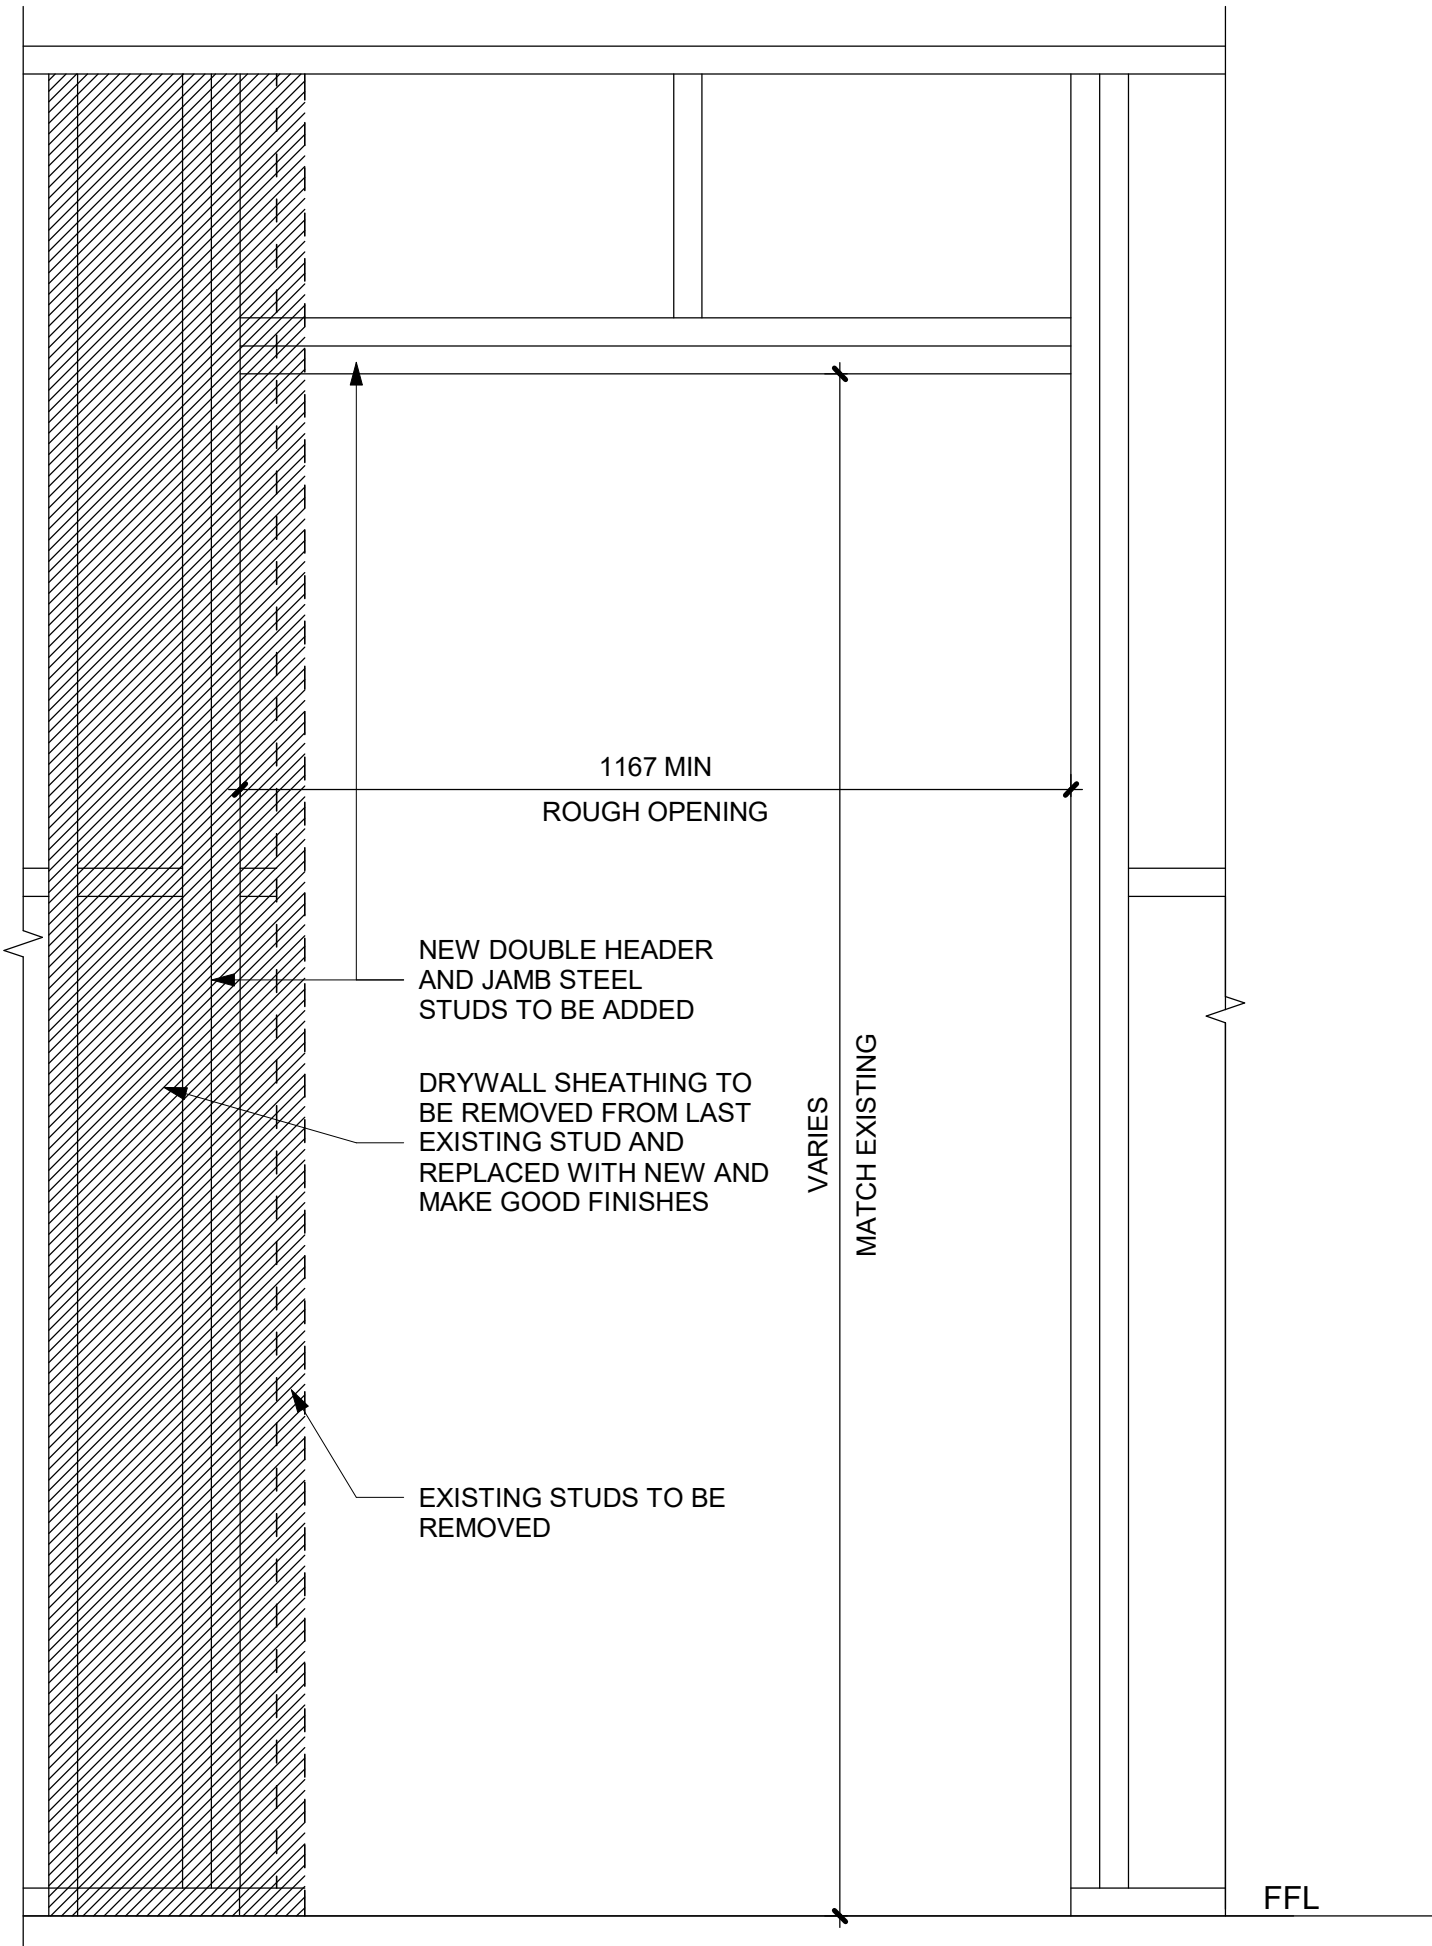 1167 MIN
ROUGH OPENING
NEW DOUBLE HEADER
AND JAMB STEEL
STUDS TO BE ADDED
DRYWALL SHEATHING TO
BE REMOVED FROM LAST
EXISTING STUD AND
REPLACED WITH NEW AND
MAKE GOOD FINISHES
VARIES
MATCH EXISTING
EXISTING STUDS TO BE
REMOVED
FFL